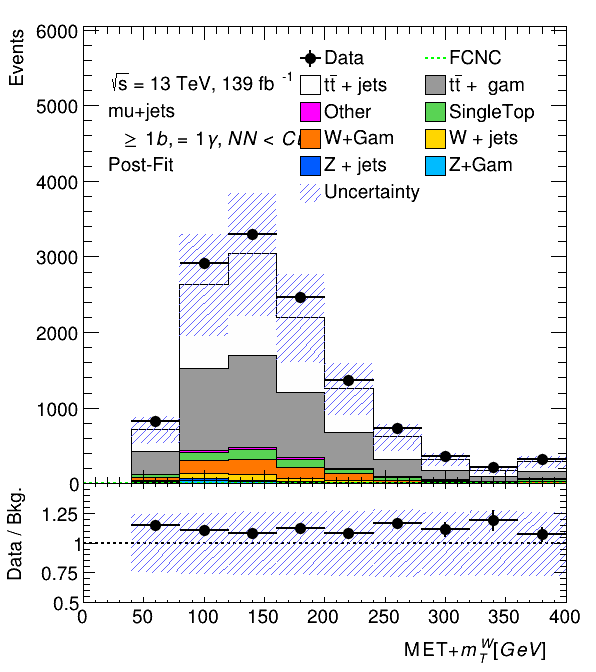 6000
Events
Data
FCNC
√s = 13 TeV, 139 fb -1
tt̄ + jets
tt̄ + gam
5000
mu+jets
Other
SingleTop
≥ 1b, = 1γ, NN < C
W+Gam
W + jets
Post-Fit
Z + jets
Z+Gam
4000
Uncertainty
3000
2000
1000
0
Data / Bkg.
1.25
1
0.75
0.5
0 50 100 150 200 250 300 350 400
MET+m_T^W[GeV]